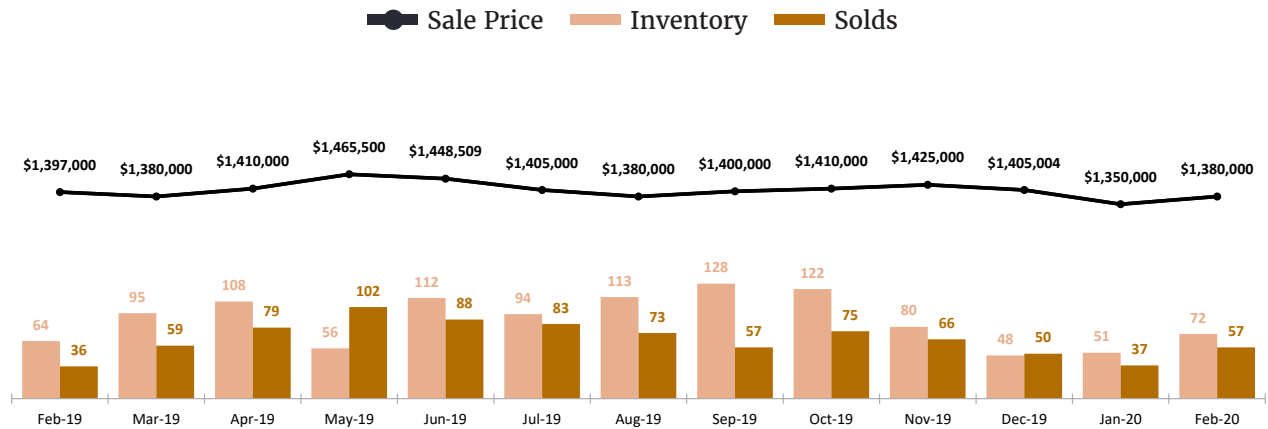 Sale Price Inventory Solds
$1,397,000 $1,380,000 $1,410,000 $1,465,500 $1,448,509 $1,405,000 $1,380,000 $1,400,000 $1,410,000 $1,425,000 $1,405,004 $1,350,000 $1,380,000
64 36 95 59 108 79 56 102 112 88 94 83 113 73 128 57 122 75 80 66 48 50 51 37 72 57
Feb-19 Mar-19 Apr-19 May-19 Jun-19 Jul-19 Aug-19 Sep-19 Oct-19 Nov-19 Dec-19 Jan-20 Feb-20